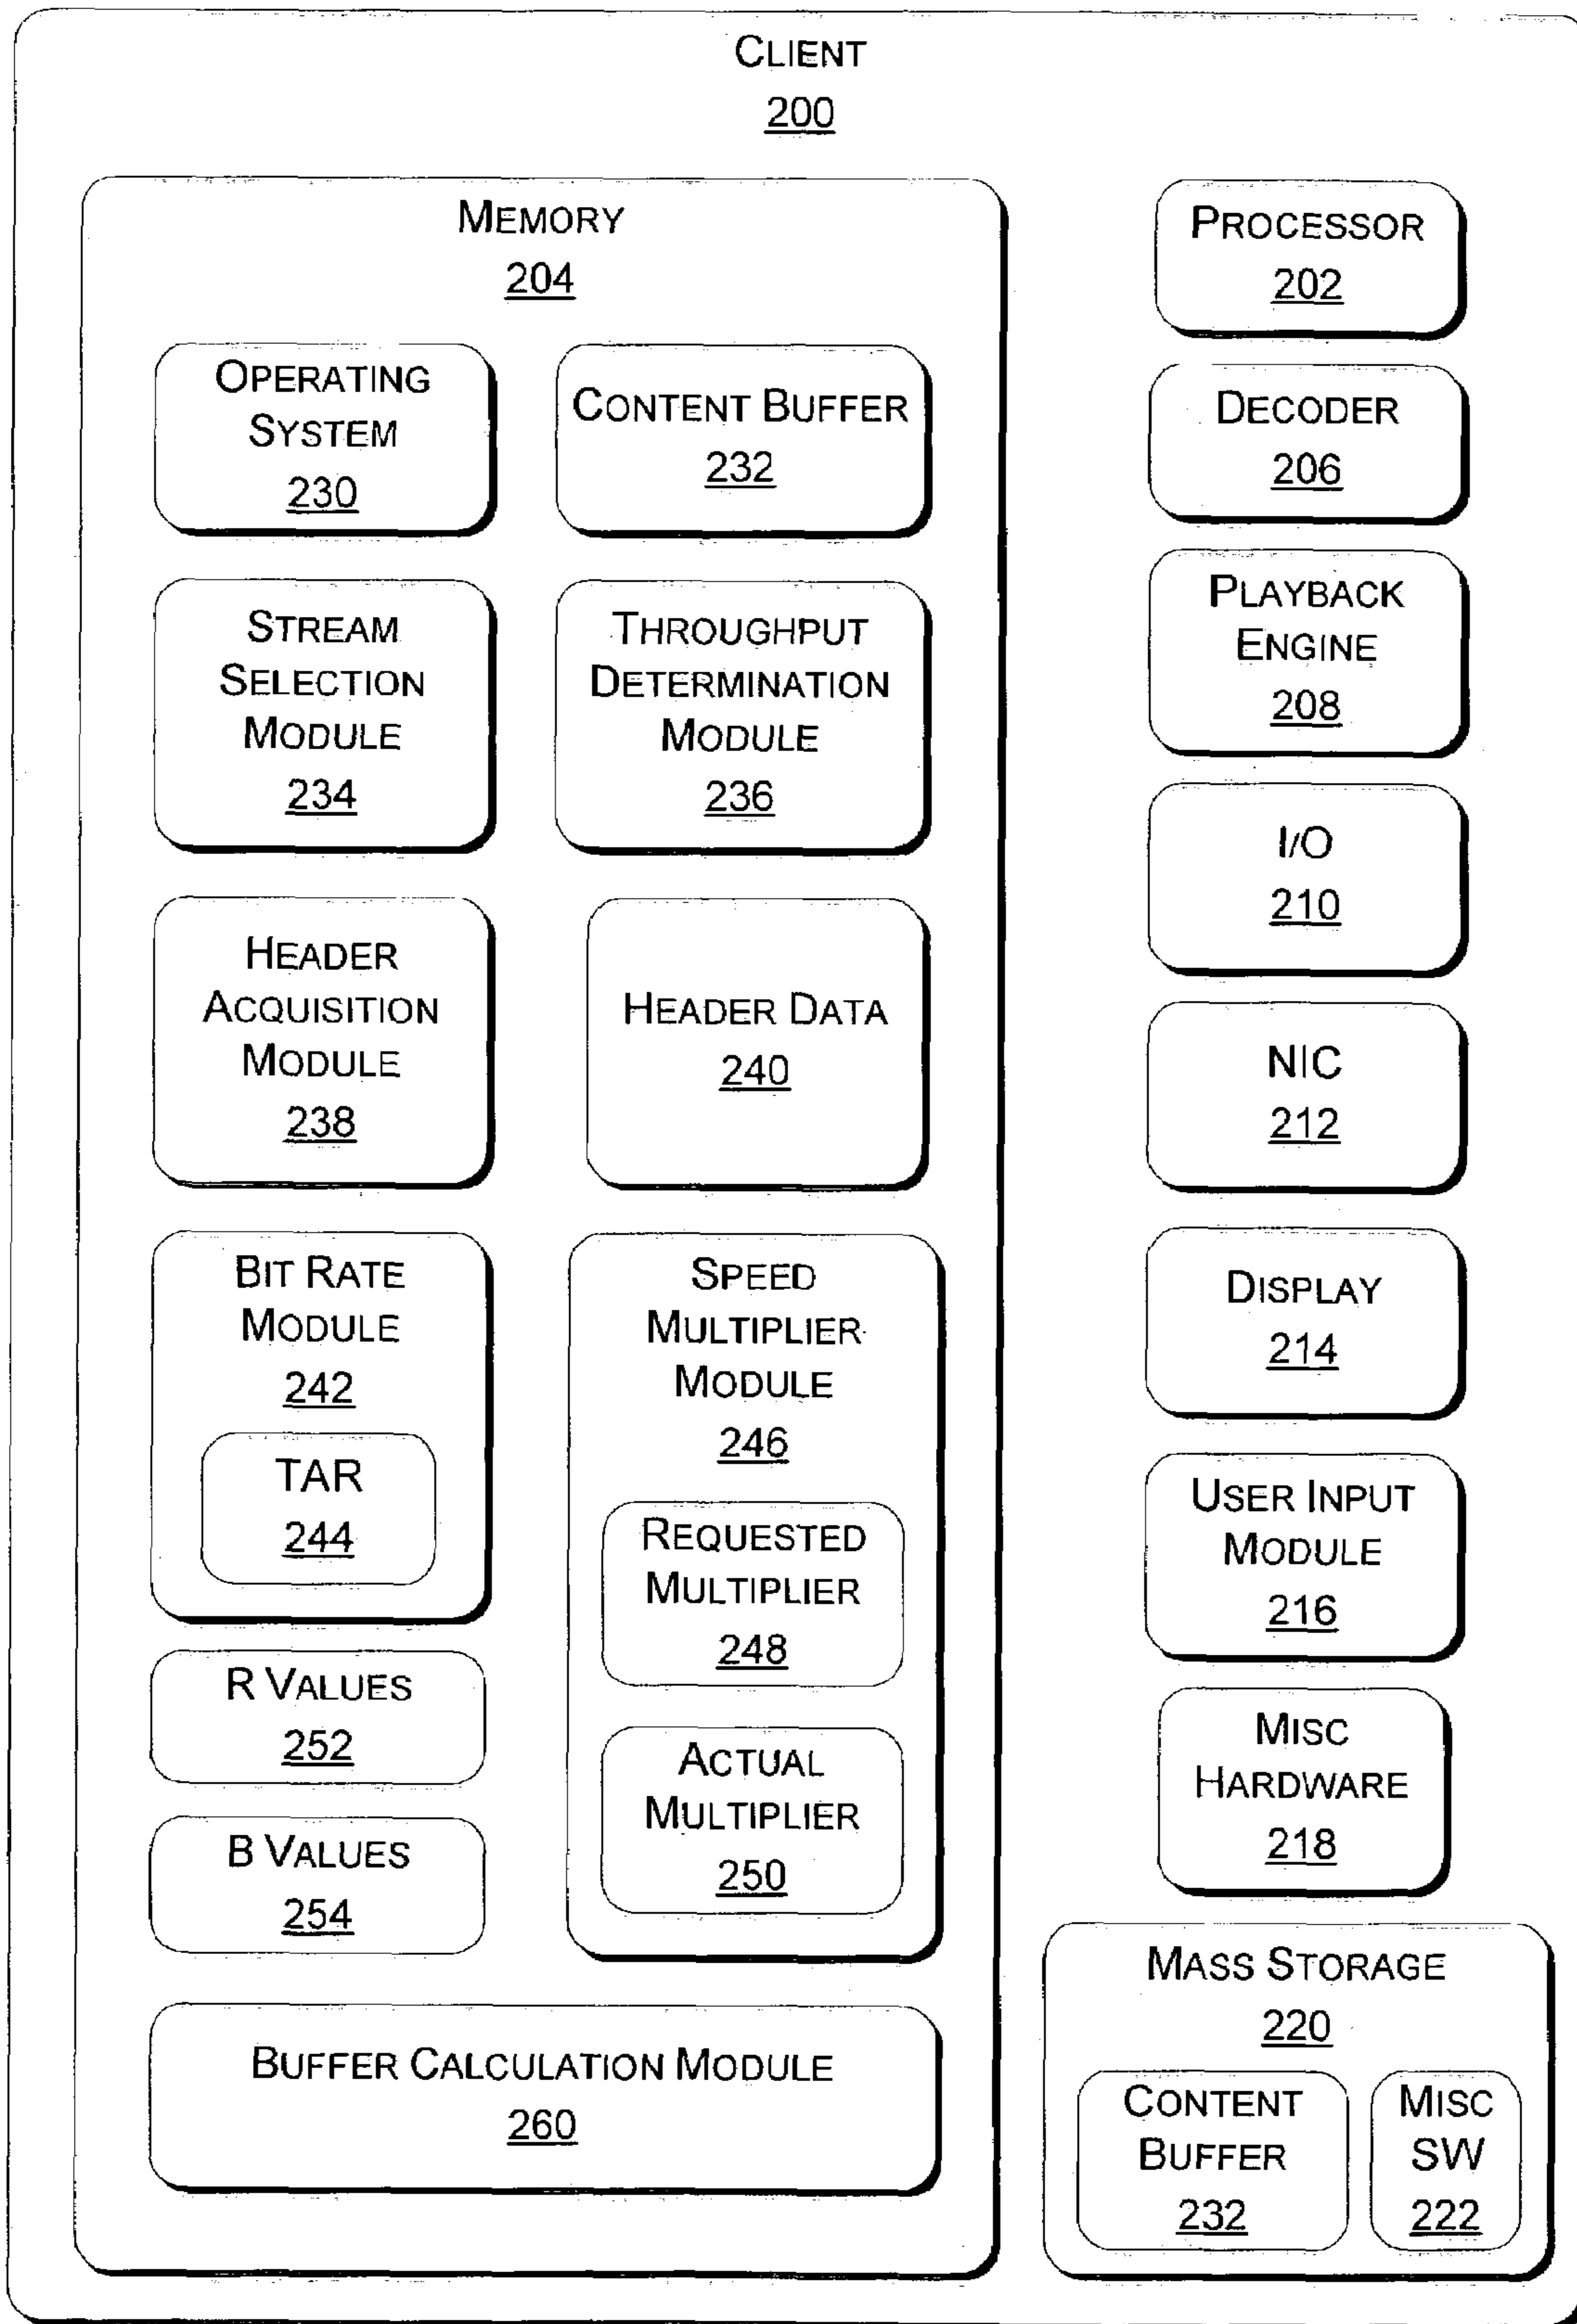 CLIENT
200
MEMORY
204
OPERATING
SYSTEM
230
CONTENT BUFFER
232
STREAM
SELECTION
MODULE
234
THROUGHPUT
DETERMINATION
MODULE
236
HEADER
ACQUISITION
MODULE
238
HEADER DATA
240
BIT RATE
MODULE
242
TAR
244
SPEED
MULTIPLIER
MODULE
246
REQUESTED
MULTIPLIER
248
ACTUAL
MULTIPLIER
250
R VALUES
252
B VALUES
254
BUFFER CALCULATION MODULE
260
PROCESSOR
202
DECODER
206
PLAYBACK
ENGINE
208
I/O
210
NIC
212
DISPLAY
214
USER INPUT
MODULE
216
MISC
HARDWARE
218
MASS STORAGE
220
CONTENT
BUFFER
232
MISC
SW
222